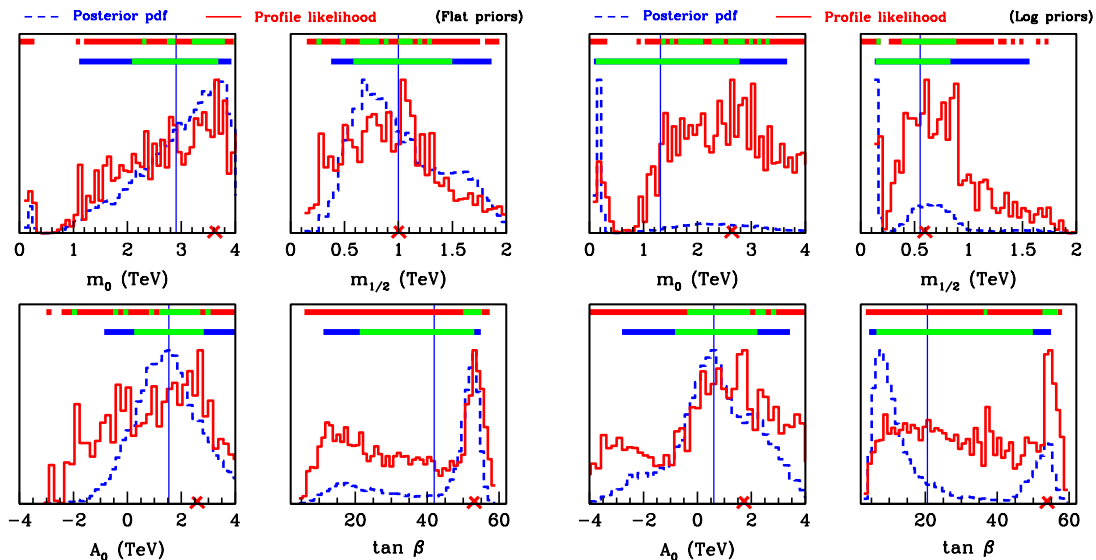 Posterior pdf Profile likelihood (Flat priors) Posterior pdf Profile likelihood (Log priors)
0 1 2 3 4 0 0.5 1 1.5 2 0 1 2 3 4 0 0.5 1 1.5 2
m₀ (TeV) m₁/₂ (TeV) m₀ (TeV) m₁/₂ (TeV)
−4 −2 0 2 4 20 40 60 −4 −2 0 2 4 20 40 60
A₀ (TeV) tan β A₀ (TeV) tan β